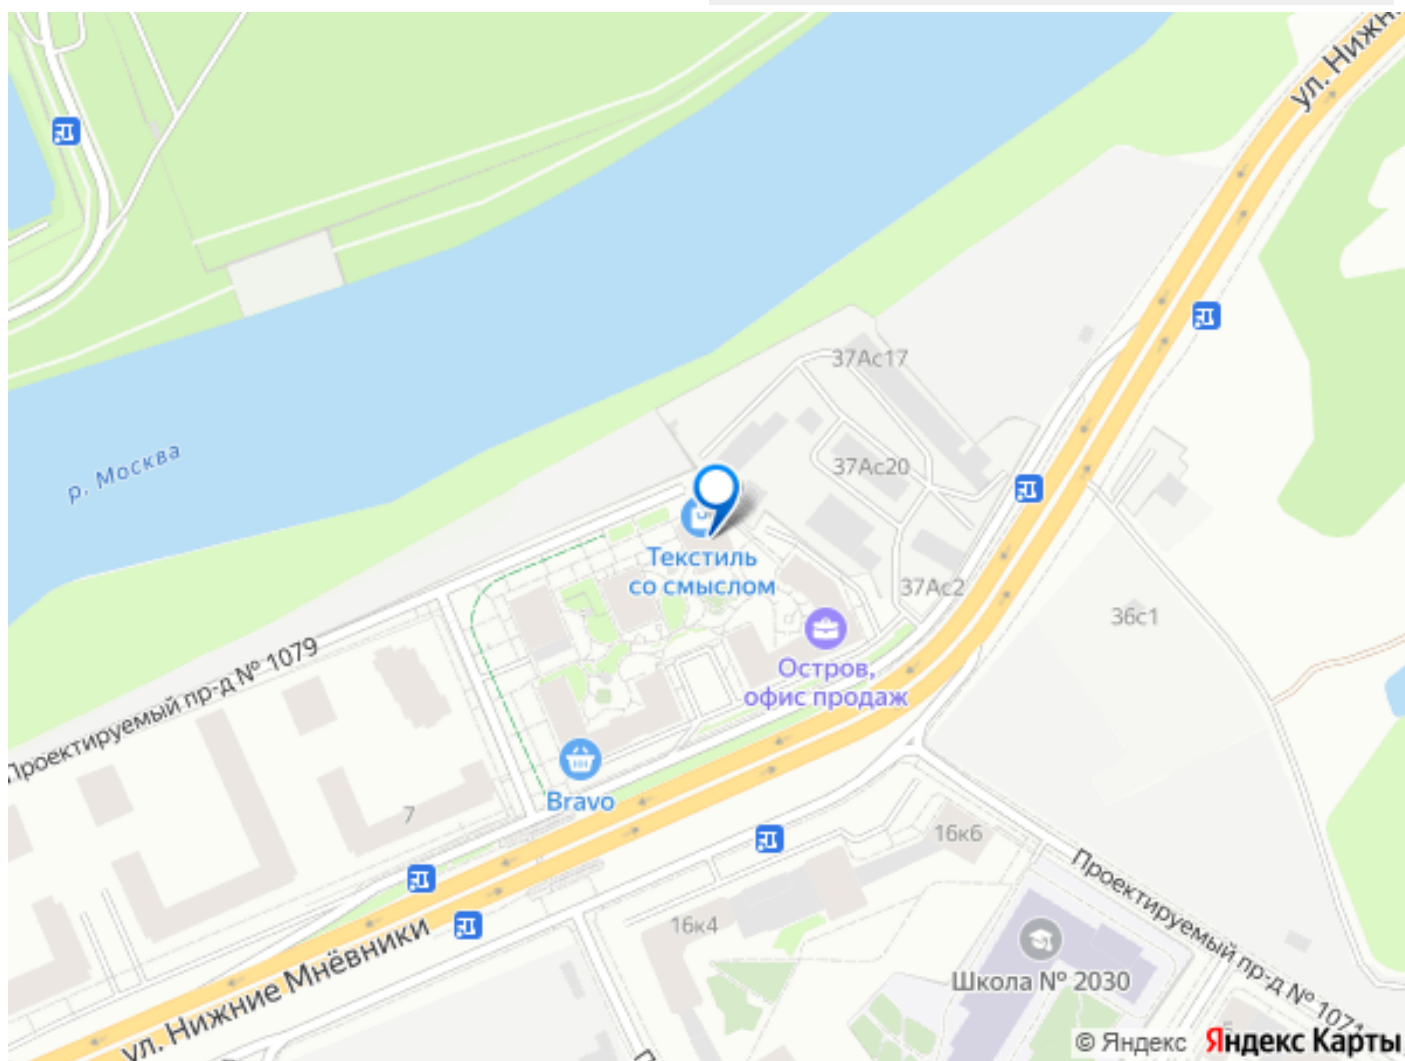 ул. Нижн
37Ас17
р. Москва
37Ас20
Текстиль
со смыслом
37Ас2
36с1
Остров,
офис продаж
Проектируемый пр-д № 1079
Bravo
7
16к6
Проектируемый пр-д № 1071
16к4
ул. Нижние Мнёвники
Школа № 2030
© Яндекс Яндекс Карты